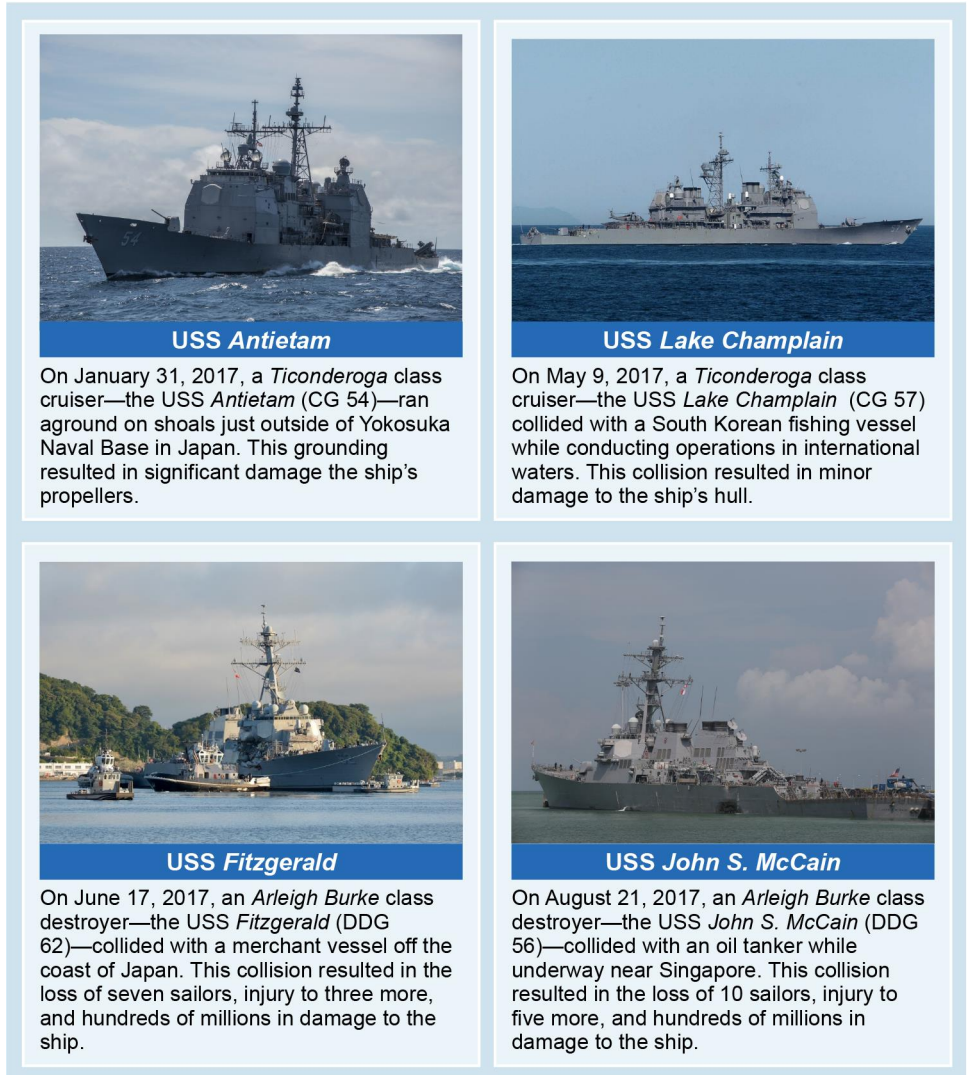 54
USS Antietam
On January 31, 2017, a Ticonderoga class
cruiser—the USS Antietam (CG 54)—ran
aground on shoals just outside of Yokosuka
Naval Base in Japan. This grounding
resulted in significant damage the ship’s
propellers.
USS Lake Champlain
On May 9, 2017, a Ticonderoga class
cruiser—the USS Lake Champlain (CG 57)
collided with a South Korean fishing vessel
while conducting operations in international
waters. This collision resulted in minor
damage to the ship’s hull.
USS Fitzgerald
On June 17, 2017, an Arleigh Burke class
destroyer—the USS Fitzgerald (DDG
62)—collided with a merchant vessel off the
coast of Japan. This collision resulted in the
loss of seven sailors, injury to three more,
and hundreds of millions in damage to the
ship.
USS John S. McCain
On August 21, 2017, an Arleigh Burke class
destroyer—the USS John S. McCain (DDG
56)—collided with an oil tanker while
underway near Singapore. This collision
resulted in the loss of 10 sailors, injury to
five more, and hundreds of millions in
damage to the ship.